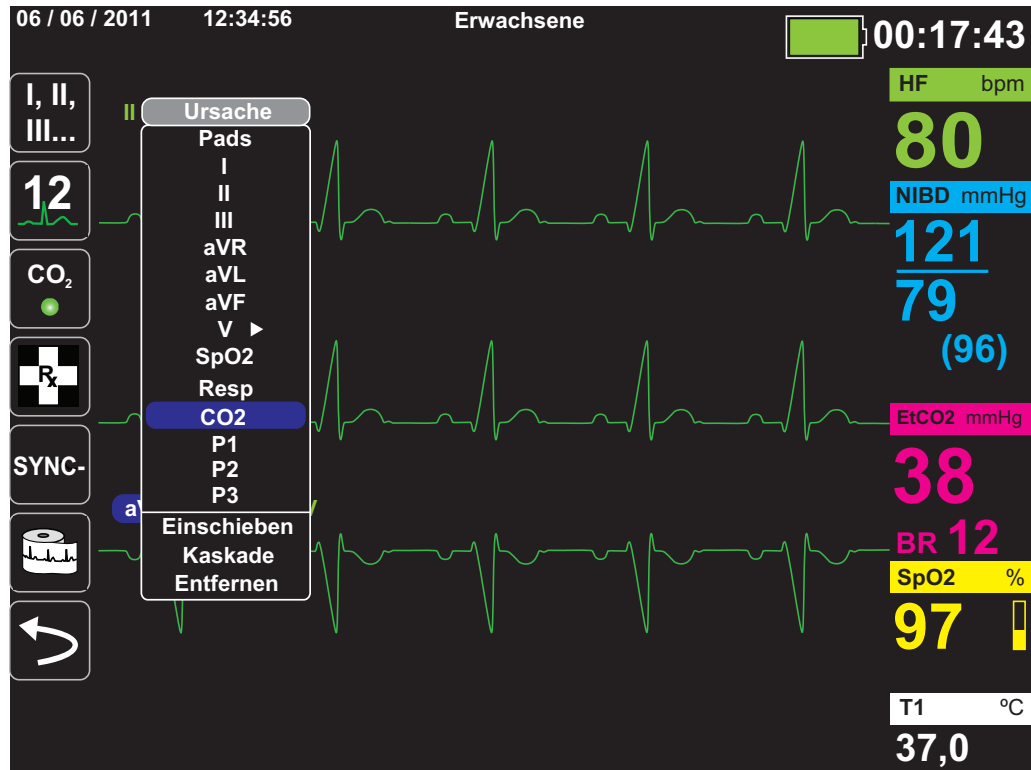 06 / 06 / 2011 12:34:56 Erwachsene 00:17:43
I, II,
III...
12
CO₂
Rx
SYNC-
II
Ursache
Pads
I
II
III
aVR
aVL
aVF
V ▶
SpO2
Resp
CO2
P1
P2
P3
Einschieben
Kaskade
Entfernen
HF bpm
80
NIBD mmHg
121
79
(96)
EtCO2 mmHg
38
BR 12
SpO2 %
97
T1 ºC
37,0